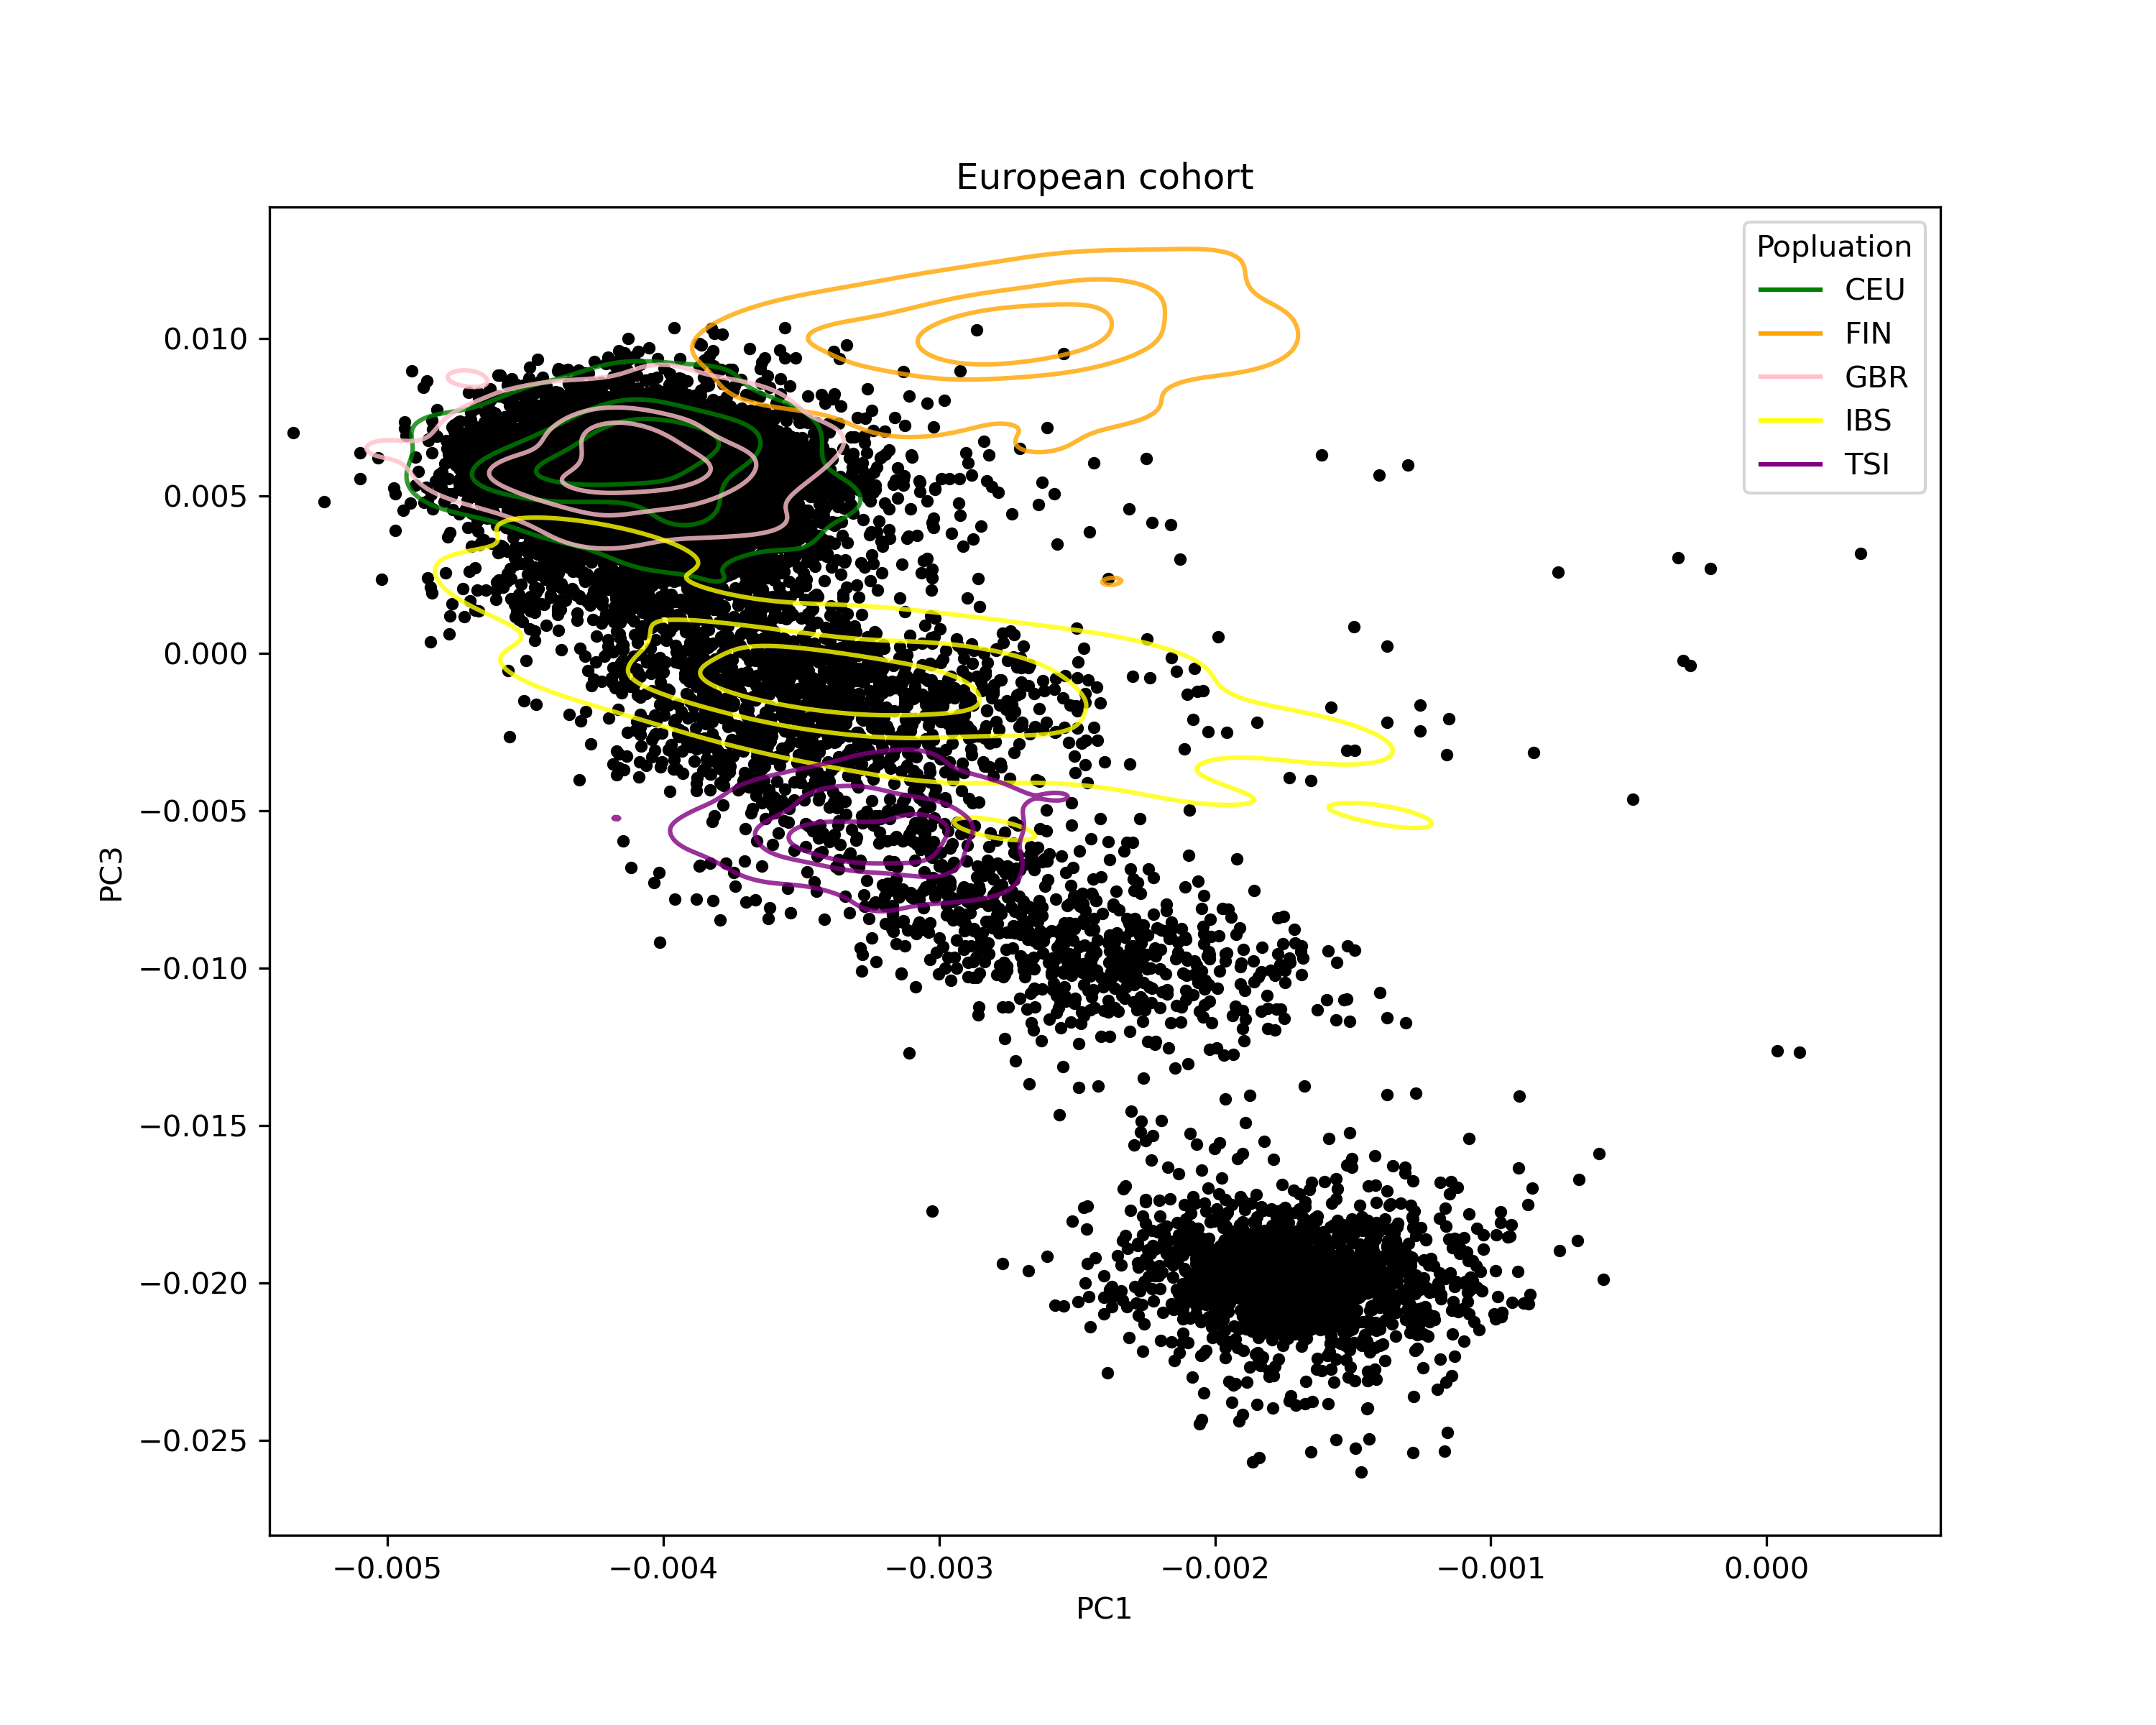 European cohort
Popluation
CEU
FIN
GBR
IBS
TSI
0.010
0.005
0.000
−0.005
−0.010
−0.015
−0.020
−0.025
PC3
−0.005
−0.004
−0.003
−0.002
−0.001
0.000
PC1